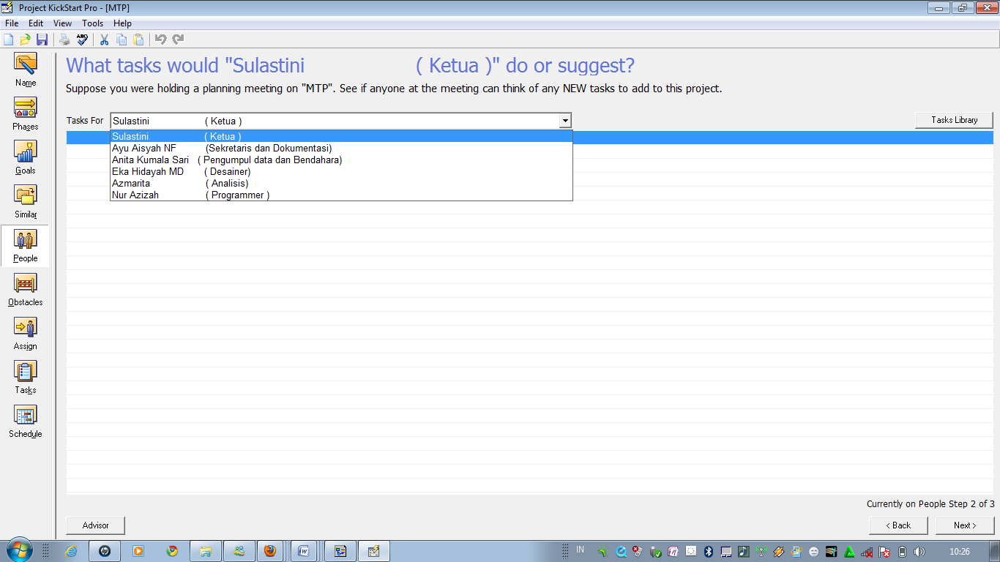 Project KickStart Pro - [MTP]
File Edit View Tools Help
ABC
Name
Phases
Goals
Similar
People
Obstacles
Assign
Tasks
Schedule
What tasks would "Sulastini ( Ketua )" do or suggest?
Suppose you were holding a planning meeting on "MTP". See if anyone at the meeting can think of any NEW tasks to add to this project.
Tasks For Sulastini ( Ketua ) Tasks Library
Sulastini ( Ketua )
Ayu Aisyah NF (Sekretaris dan Dokumentasi)
Anita Kumala Sari ( Pengumpul data dan Bendahara)
Eka Hidayah MD ( Desainer)
Azmarita ( Analisis)
Nur Azizah ( Programmer )
Currently on People Step 2 of 3
Advisor < Back Next >
IN 10:26